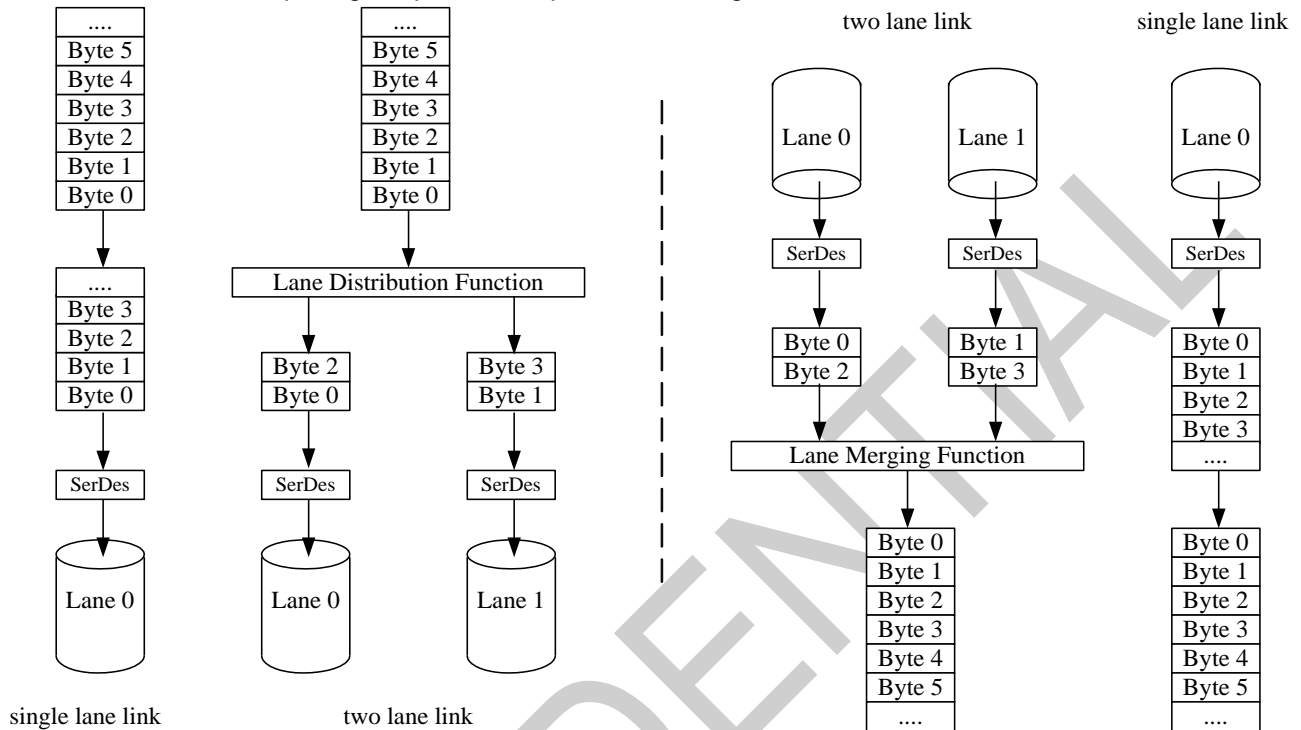 ....
Byte 5
Byte 4
Byte 3
Byte 2
Byte 1
Byte 0
....
Byte 3
Byte 2
Byte 1
Byte 0
SerDes
Lane 0
single lane link
....
Byte 5
Byte 4
Byte 3
Byte 2
Byte 1
Byte 0
Lane Distribution Function
Byte 2
Byte 0
SerDes
Lane 0
Byte 3
Byte 1
SerDes
Lane 1
two lane link
two lane link
Lane 0
SerDes
Byte 0
Byte 2
Lane 1
SerDes
Byte 1
Byte 3
Lane Merging Function
Byte 0
Byte 1
Byte 2
Byte 3
Byte 4
Byte 5
....
single lane link
Lane 0
SerDes
Byte 0
Byte 1
Byte 2
Byte 3
....
Byte 0
Byte 1
Byte 2
Byte 3
Byte 4
Byte 5
....
DENTIAL